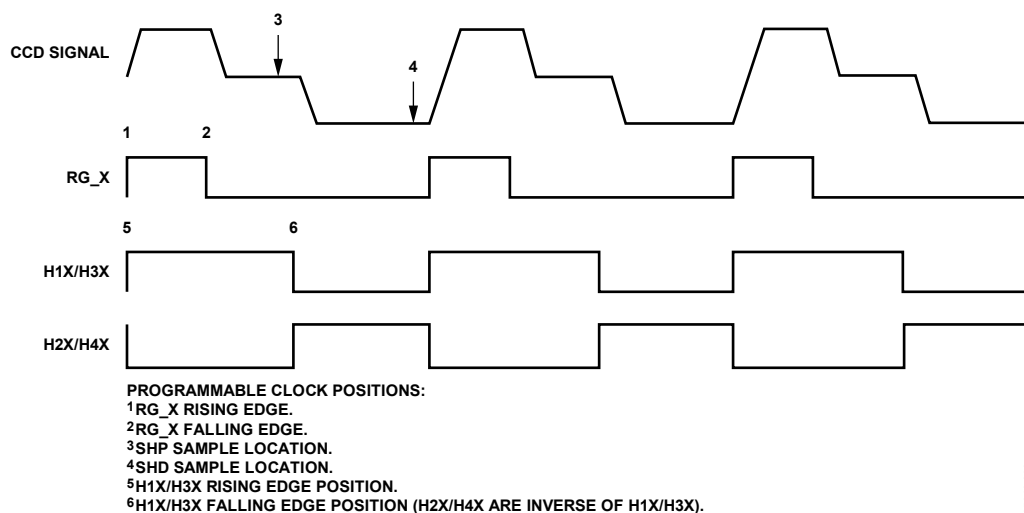 3
CCD SIGNAL
4
1 2
RG_X
5 6
H1X/H3X
H2X/H4X
PROGRAMMABLE CLOCK POSITIONS:
1RG_X RISING EDGE.
2RG_X FALLING EDGE.
3SHP SAMPLE LOCATION.
4SHD SAMPLE LOCATION.
5H1X/H3X RISING EDGE POSITION.
6H1X/H3X FALLING EDGE POSITION (H2X/H4X ARE INVERSE OF H1X/H3X).